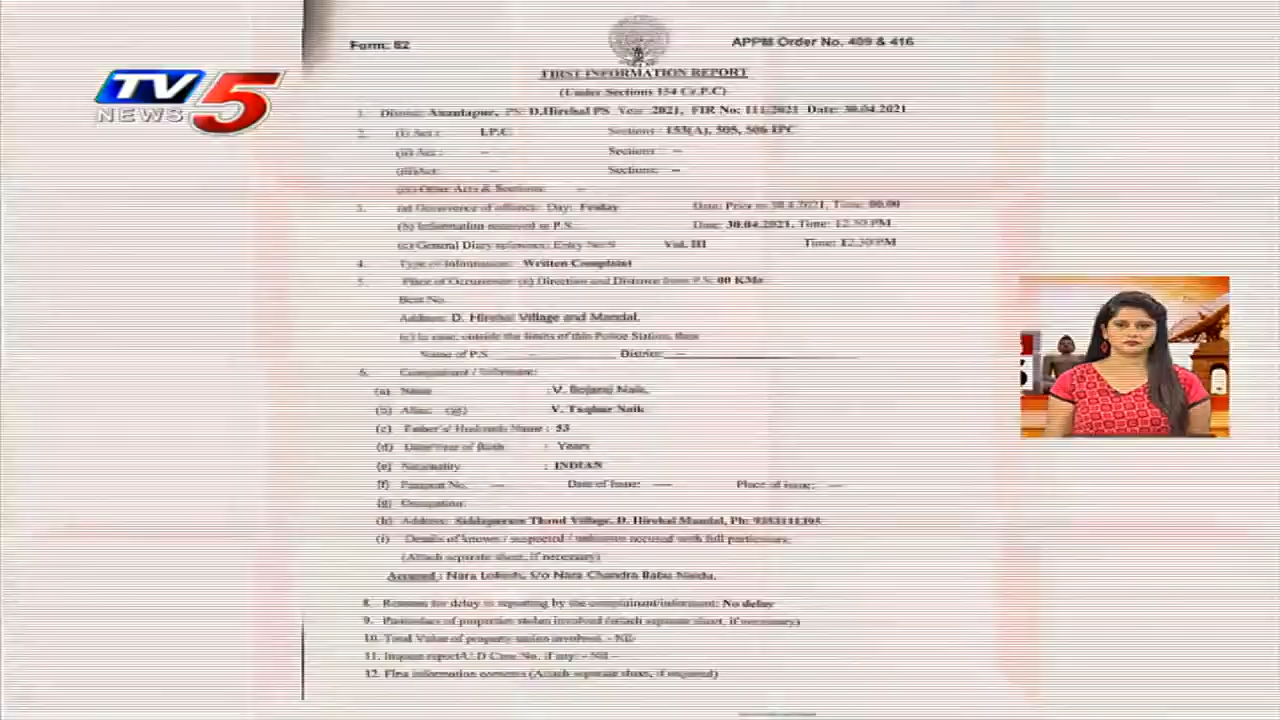 TV5
NEWS
Form: 62
APPM Order No. 409 & 416
FIRST INFORMATION REPORT
(Under Sections 154 Cr.P.C)
1. District: Anantapur, PS: D.Hirehal PS Year 2021, FIR No: 111/2021 Date: 30.04.2021
2. (i) Act: I.P.C. Sections: 153(A), 505, 506 IPC
(ii) Act: -- Sections: --
(iii)Act: -- Sections: --
(iv) Other Acts & Sections: --
3. (a) Occurrence of offence: Day: Friday Date: Prior to 30.4.2021, Time: 00.00
(b) Information received at P.S. Date: 30.04.2021, Time: 12.30 PM
(c) General Diary reference: Entry No: Vol. III Time: 12.30 PM
4. Type of Information: Written Complaint
5. Place of Occurrence: (a) Direction and Distance from P.S: 00 KMs
Beat No.
Address: D. Hirehal Village and Mandal,
(c) In case, outside the limits of this Police Station, then
Name of P.S. -- District: --
6. Complainant / Informant:
(a) Name : V. Naik,
(b) Alias: V. Naik
(c) Father's/ Husband's Name : 53
(d) Date/Year of Birth : Years
(e) Nationality : INDIAN
(f) Passport No. -- Date of Issue: -- Place of issue: --
(g) Occupation:
(h) Address: Village, D. Hirehal Mandal, Ph:
(i) Details of known / suspected / unknown accused with full particulars.
(Attach separate sheet, if necessary)
Accused : Nara Lokesh, S/o Nara Chandra Babu Naidu,
8. Reasons for delay in reporting by the complainant/informant: No delay
9. Particulars of properties stolen involved (attach separate sheet, if necessary)
10. Total Value of property stolen involved. - Nil-
11. Inquest report/U.D Case No. if any: - Nil -
12. First information contents (Attach separate sheet, if required)